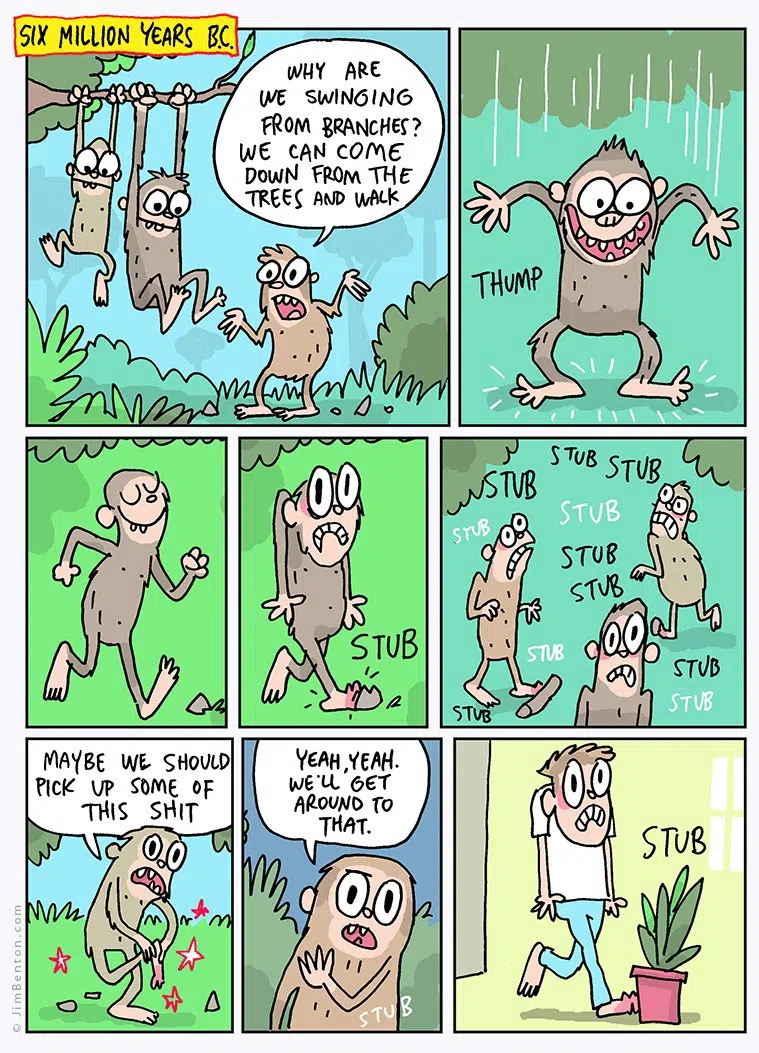 SIX MILLION YEARS B.C.
WHY ARE
WE SWINGING
FROM BRANCHES?
WE CAN COME
DOWN FROM THE
TREES AND WALK
THUMP
STUB
STUB
STUB
STUB
STUB
STUB
STUB
STUB
STUB
STUB
STUB
STUB
MAYBE WE SHOULD
PICK UP SOME OF
THIS SHIT
YEAH, YEAH.
WE'LL GET
AROUND TO
THAT.
STUB
STUB
© JimBenton.com